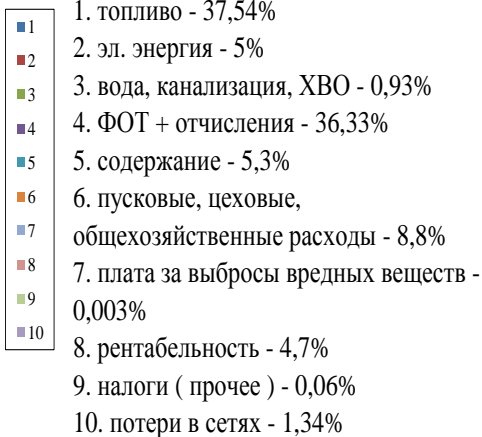 1
2
3
4
5
6
7
8
9
10
1. топливо - 37,54%
2. эл. энергия - 5%
3. вода, канализация, ХВО - 0,93%
4. ФОТ + отчисления - 36,33%
5. содержание - 5,3%
6. пусковые, цеховые,
общехозяйственные расходы - 8,8%
7. плата за выбросы вредных веществ -
0,003%
8. рентабельность - 4,7%
9. налоги ( прочее ) - 0,06%
10. потери в сетях - 1,34%